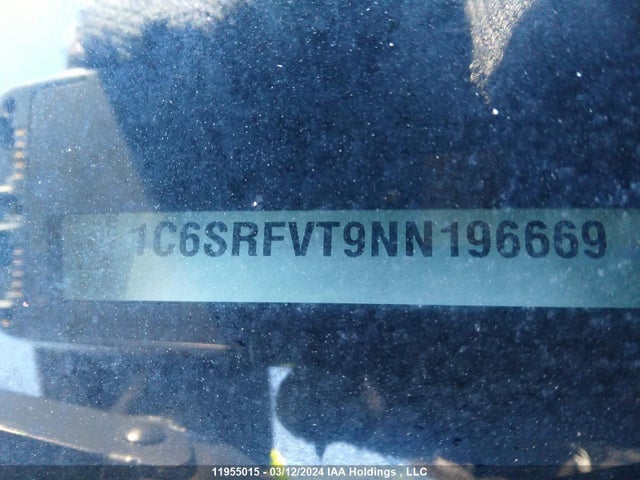 1C6SRFVT9NN196669
11955015 - 03/12/2024 IAA Holdings , LLC